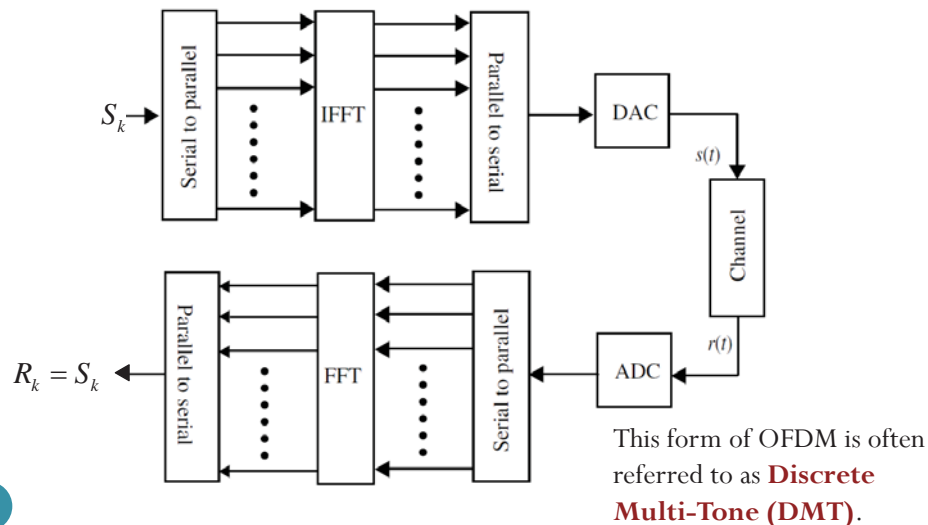 S_k
Serial to parallel
IFFT
Parallel to serial
DAC
s(t)
Channel
r(t)
ADC
Serial to parallel
FFT
Parallel to serial
R_k = S_k
This form of OFDM is often
referred to as Discrete
Multi-Tone (DMT).